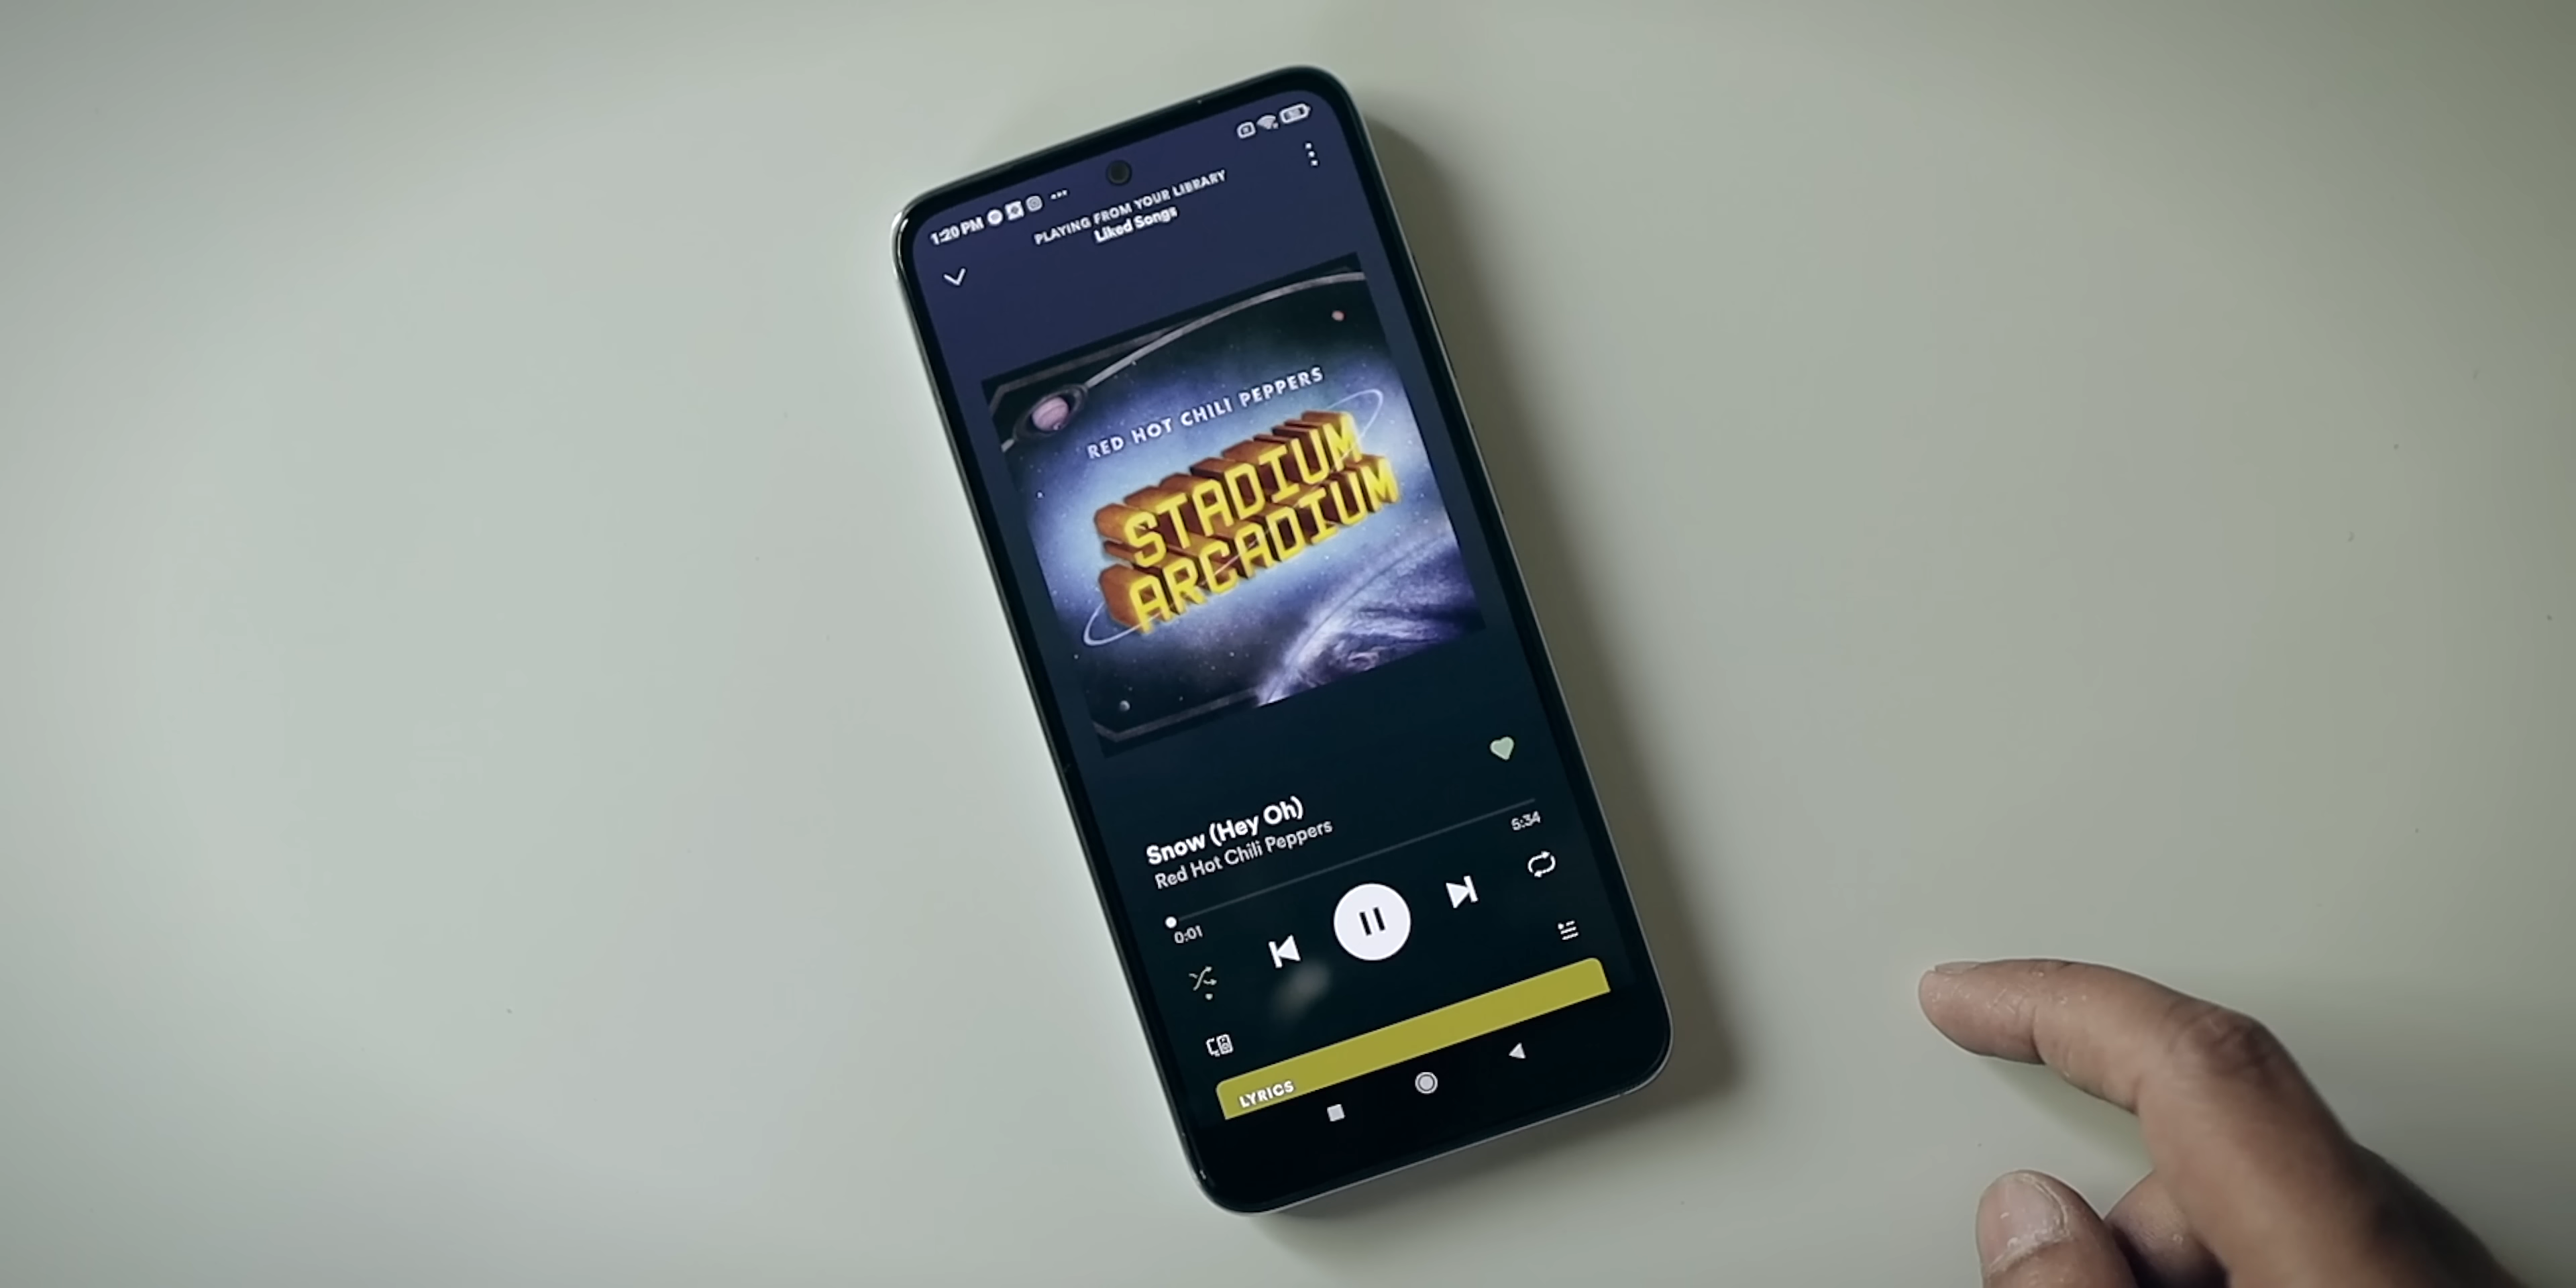 1:20 PM
PLAYING FROM YOUR LIBRARY
Liked Songs
RED HOT CHILI PEPPERS
STADIUM
ARCADIUM
Snow (Hey Oh)
Red Hot Chili Peppers
0:01
5:34
LYRICS